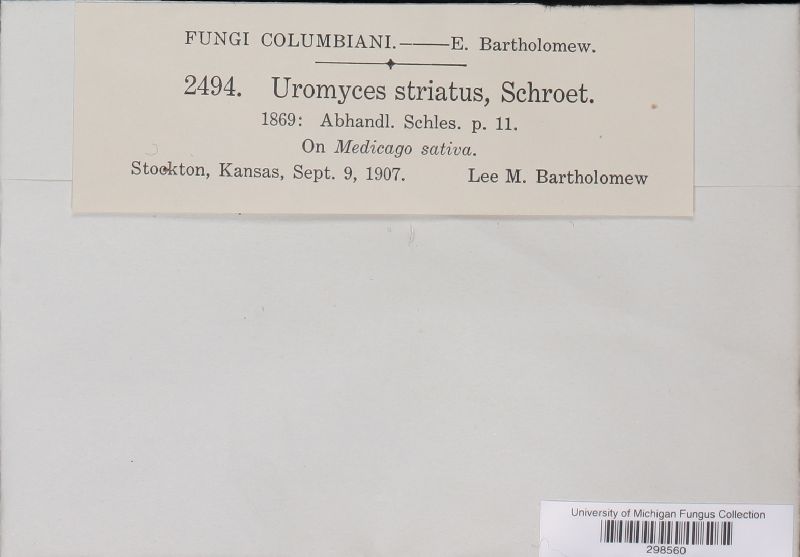 FUNGI COLUMBIANI.——E. Bartholomew.
2494. Uromyces striatus, Schroet.
1869: Abhandl. Schles. p. 11.
On Medicago sativa.
Stockton, Kansas, Sept. 9, 1907. Lee M. Bartholomew
University of Michigan Fungus Collection
298560